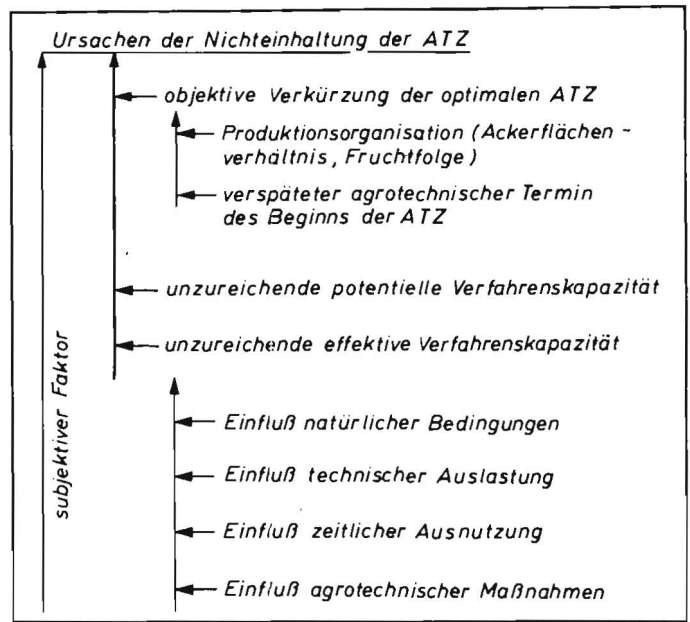 Ursachen der Nichteinhaltung der ATZ
objektive Verkürzung der optimalen ATZ
Produktionsorganisation (Ackerflächen-
verhältnis, Fruchtfolge)
verspäteter agrotechnischer Termin
des Beginns der ATZ
unzureichende potentielle Verfahrenskapazität
unzureichende effektive Verfahrenskapazität
subjektiver Faktor
Einfluß natürlicher Bedingungen
Einfluß technischer Auslastung
Einfluß zeitlicher Ausnutzung
Einfluß agrotechnischer Maßnahmen